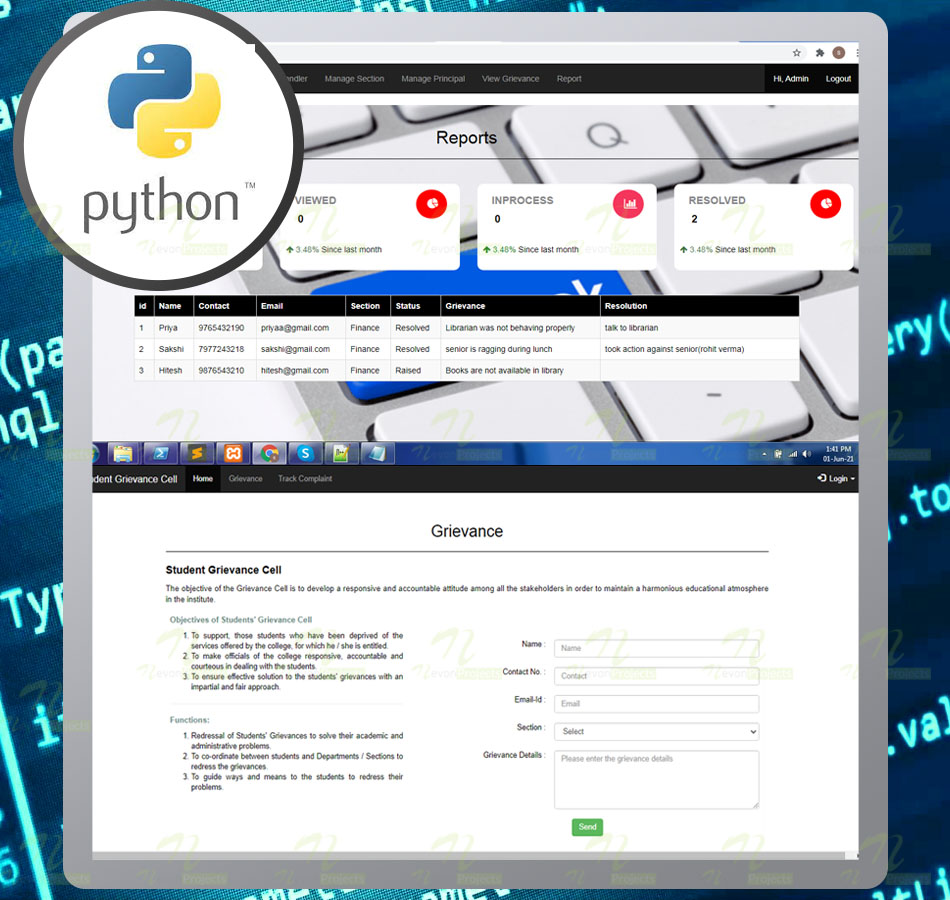 python™
ndler Manage Section Manage Principal View Grievance Report Hi, Admin Logout
Reports
VIEWED
0
3.48% Since last month
INPROCESS
0
3.48% Since last month
RESOLVED
2
3.48% Since last month
id Name Contact Email Section Status Grievance Resolution
1 Priya 9765432190 priyaa@gmail.com Finance Resolved Librarian was not behaving properly talk to librarian
2 Sakshi 7977243218 sakshi@gmail.com Finance Resolved senior is ragging during lunch took action against senior(rohit verma)
3 Hitesh 9876543210 hitesh@gmail.com Finance Raised Books are not available in library
1:41 PM
01-Jun-21
dent Grievance Cell Home Grievance Track Complaint Login
Grievance
Student Grievance Cell
The objective of the Grievance Cell is to develop a responsive and accountable attitude among all the stakeholders in order to maintain a harmonious educational atmosphere
in the institute.
Objectives of Students' Grievance Cell
1. To support, those students who have been deprived of the
services offered by the college, for which he / she is entitled.
2. To make officials of the college responsive, accountable and
courteous in dealing with the students.
3. To ensure effective solution to the students' grievances with an
impartial and fair approach.
Functions:
1. Redressal of Students' Grievances to solve their academic and
administrative problems.
2. To co-ordinate between students and Departments / Sections to
redress the grievances.
3. To guide ways and means to the students to redress their
problems.
Name : Name
Contact No. : Contact
Email-Id : Email
Section : Select
Grievance Details : Please enter the grievance details
Send
NevonProjects